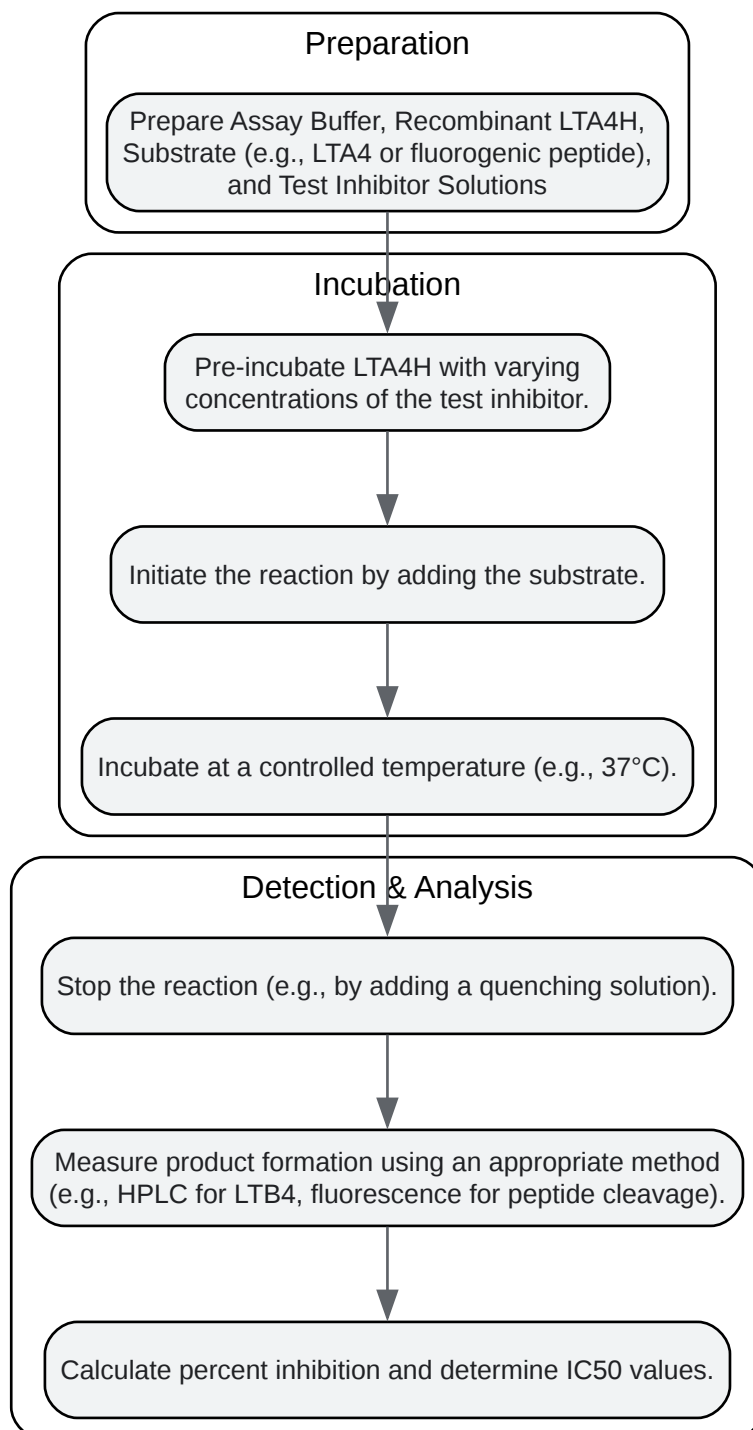 Preparation
Prepare Assay Buffer, Recombinant LTA4H,
Substrate (e.g., LTA4 or fluorogenic peptide),
and Test Inhibitor Solutions
Incubation
Pre-incubate LTA4H with varying
concentrations of the test inhibitor.
Initiate the reaction by adding the substrate.
Incubate at a controlled temperature (e.g., 37°C).
Detection & Analysis
Stop the reaction (e.g., by adding a quenching solution).
Measure product formation using an appropriate method
(e.g., HPLC for LTB4, fluorescence for peptide cleavage).
Calculate percent inhibition and determine IC50 values.